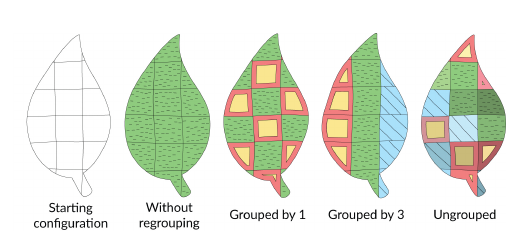 Starting
configuration
Without
regrouping
Grouped by 1
Grouped by 3
Ungrouped